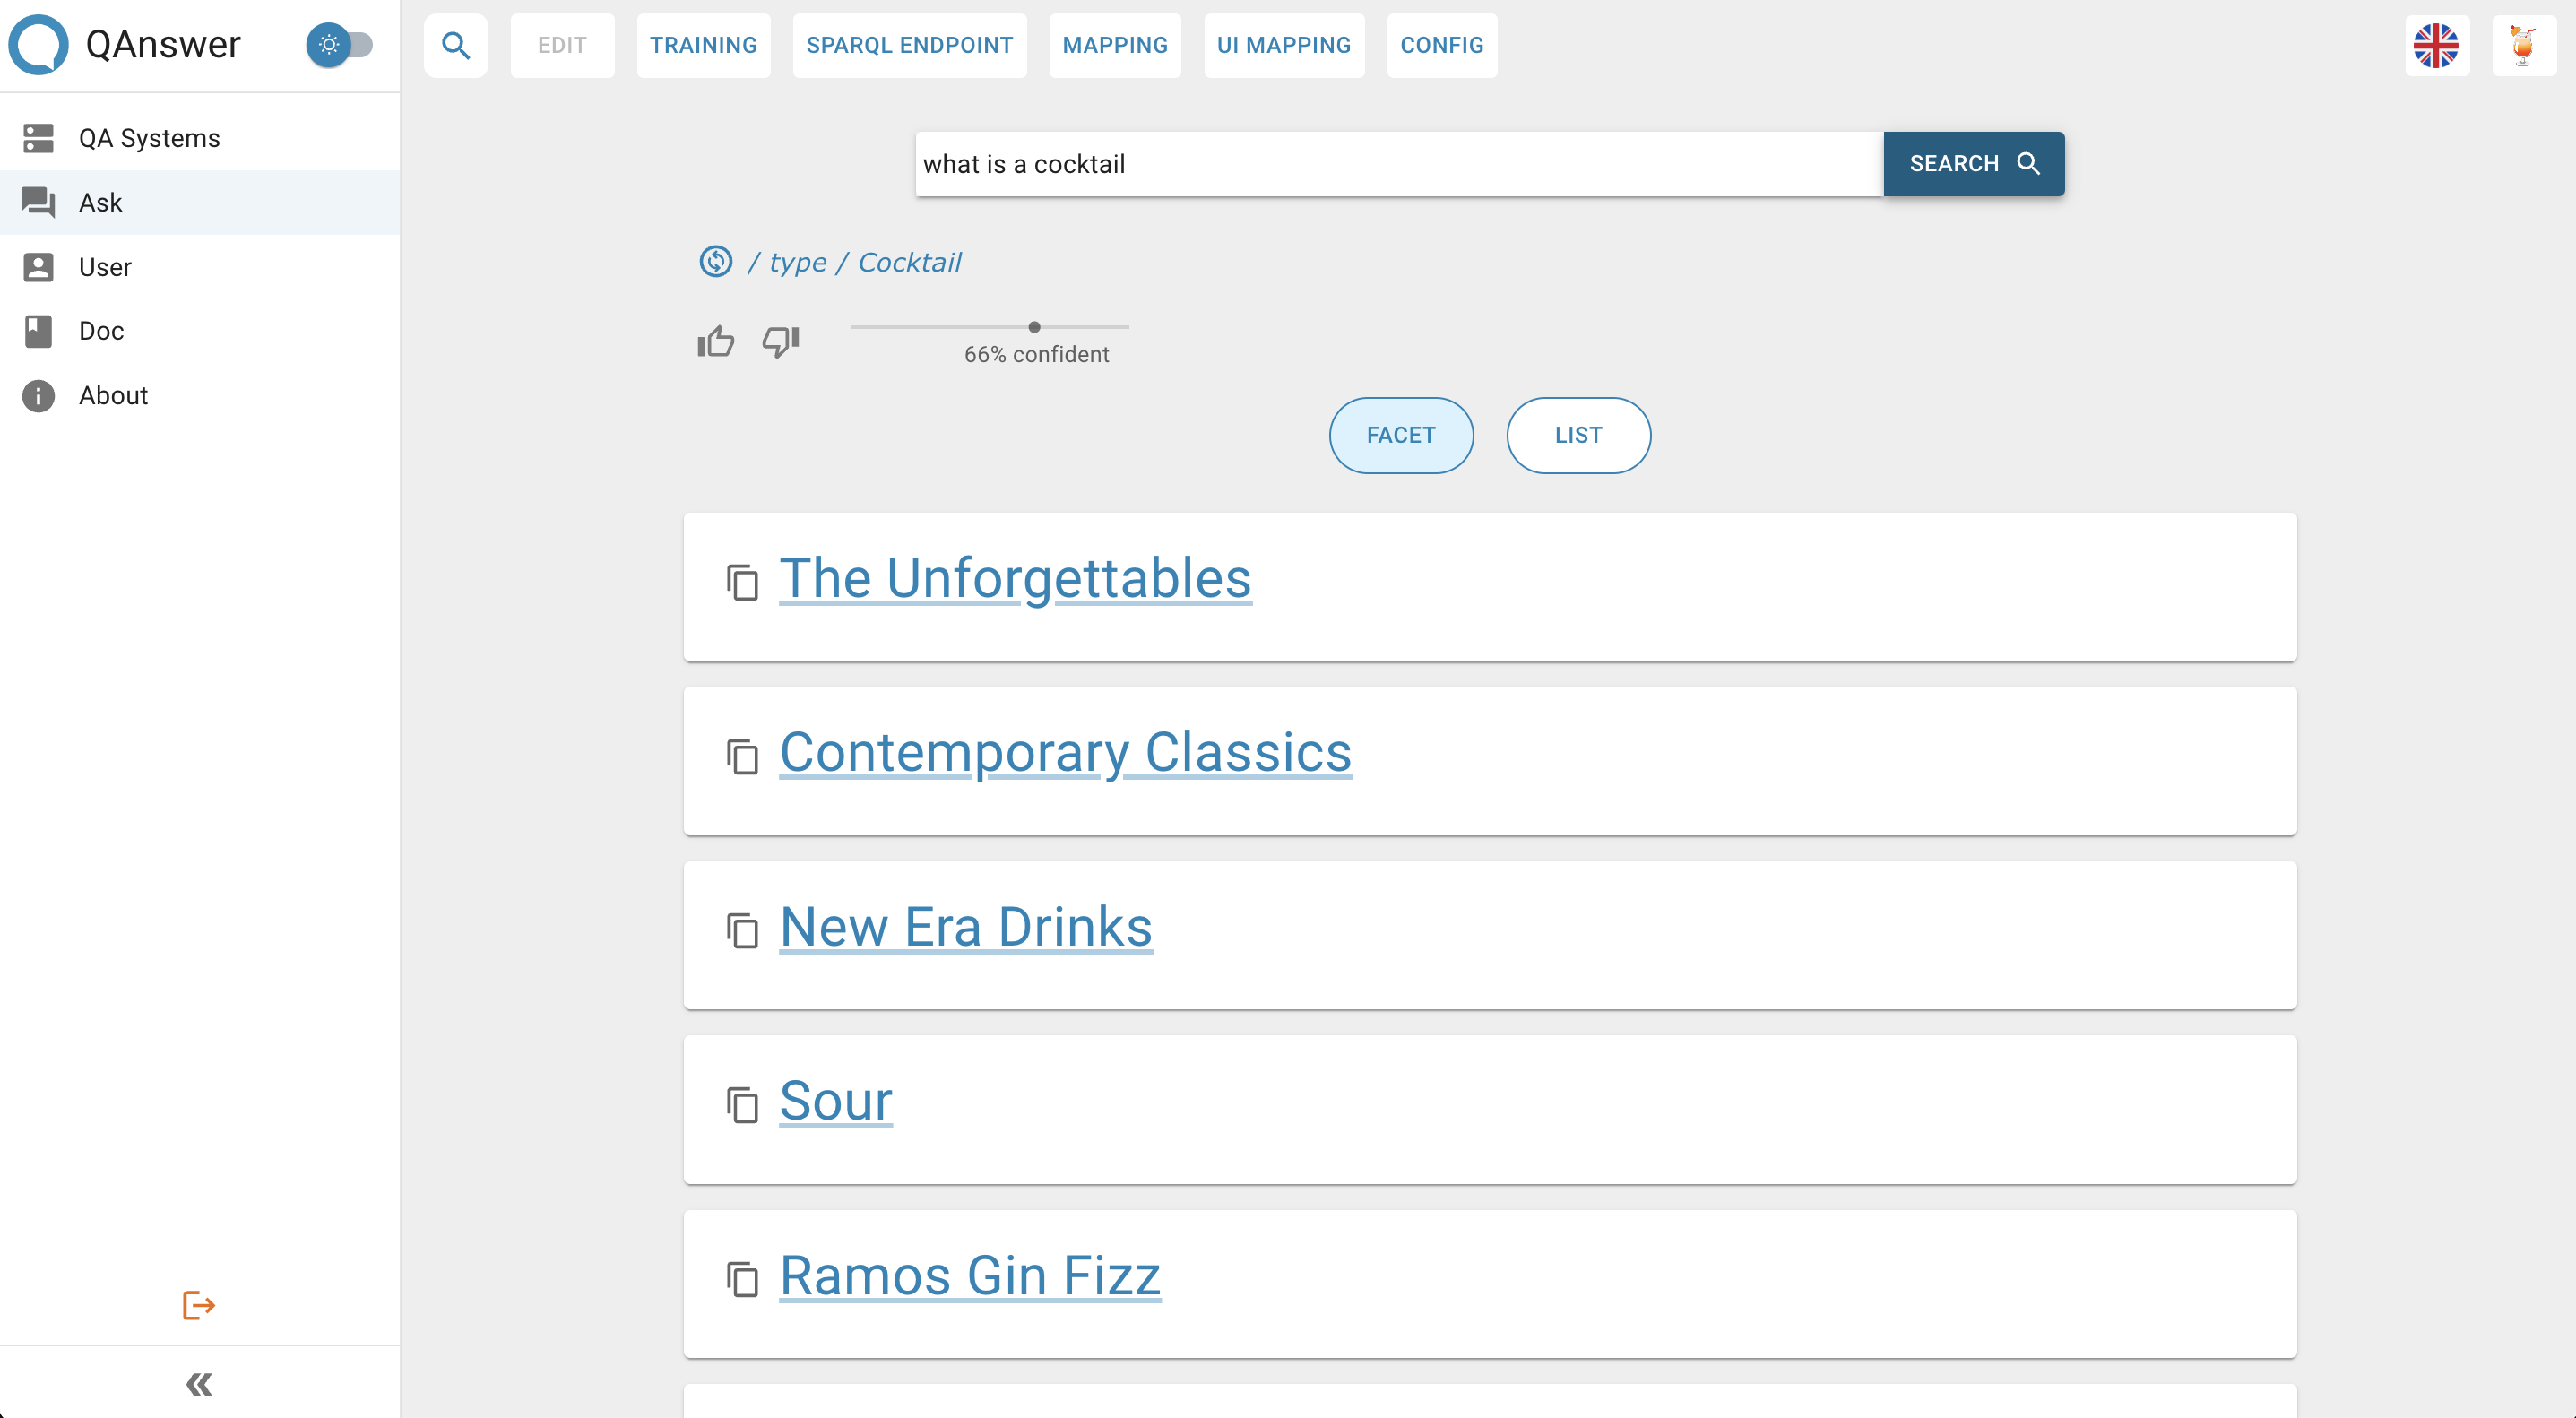 QAnswer
EDIT
TRAINING
SPARQL ENDPOINT
MAPPING
UI MAPPING
CONFIG
QA Systems
Ask
User
Doc
About
what is a cocktail
SEARCH
/ type / Cocktail
66% confident
FACET
LIST
The Unforgettables
Contemporary Classics
New Era Drinks
Sour
Ramos Gin Fizz